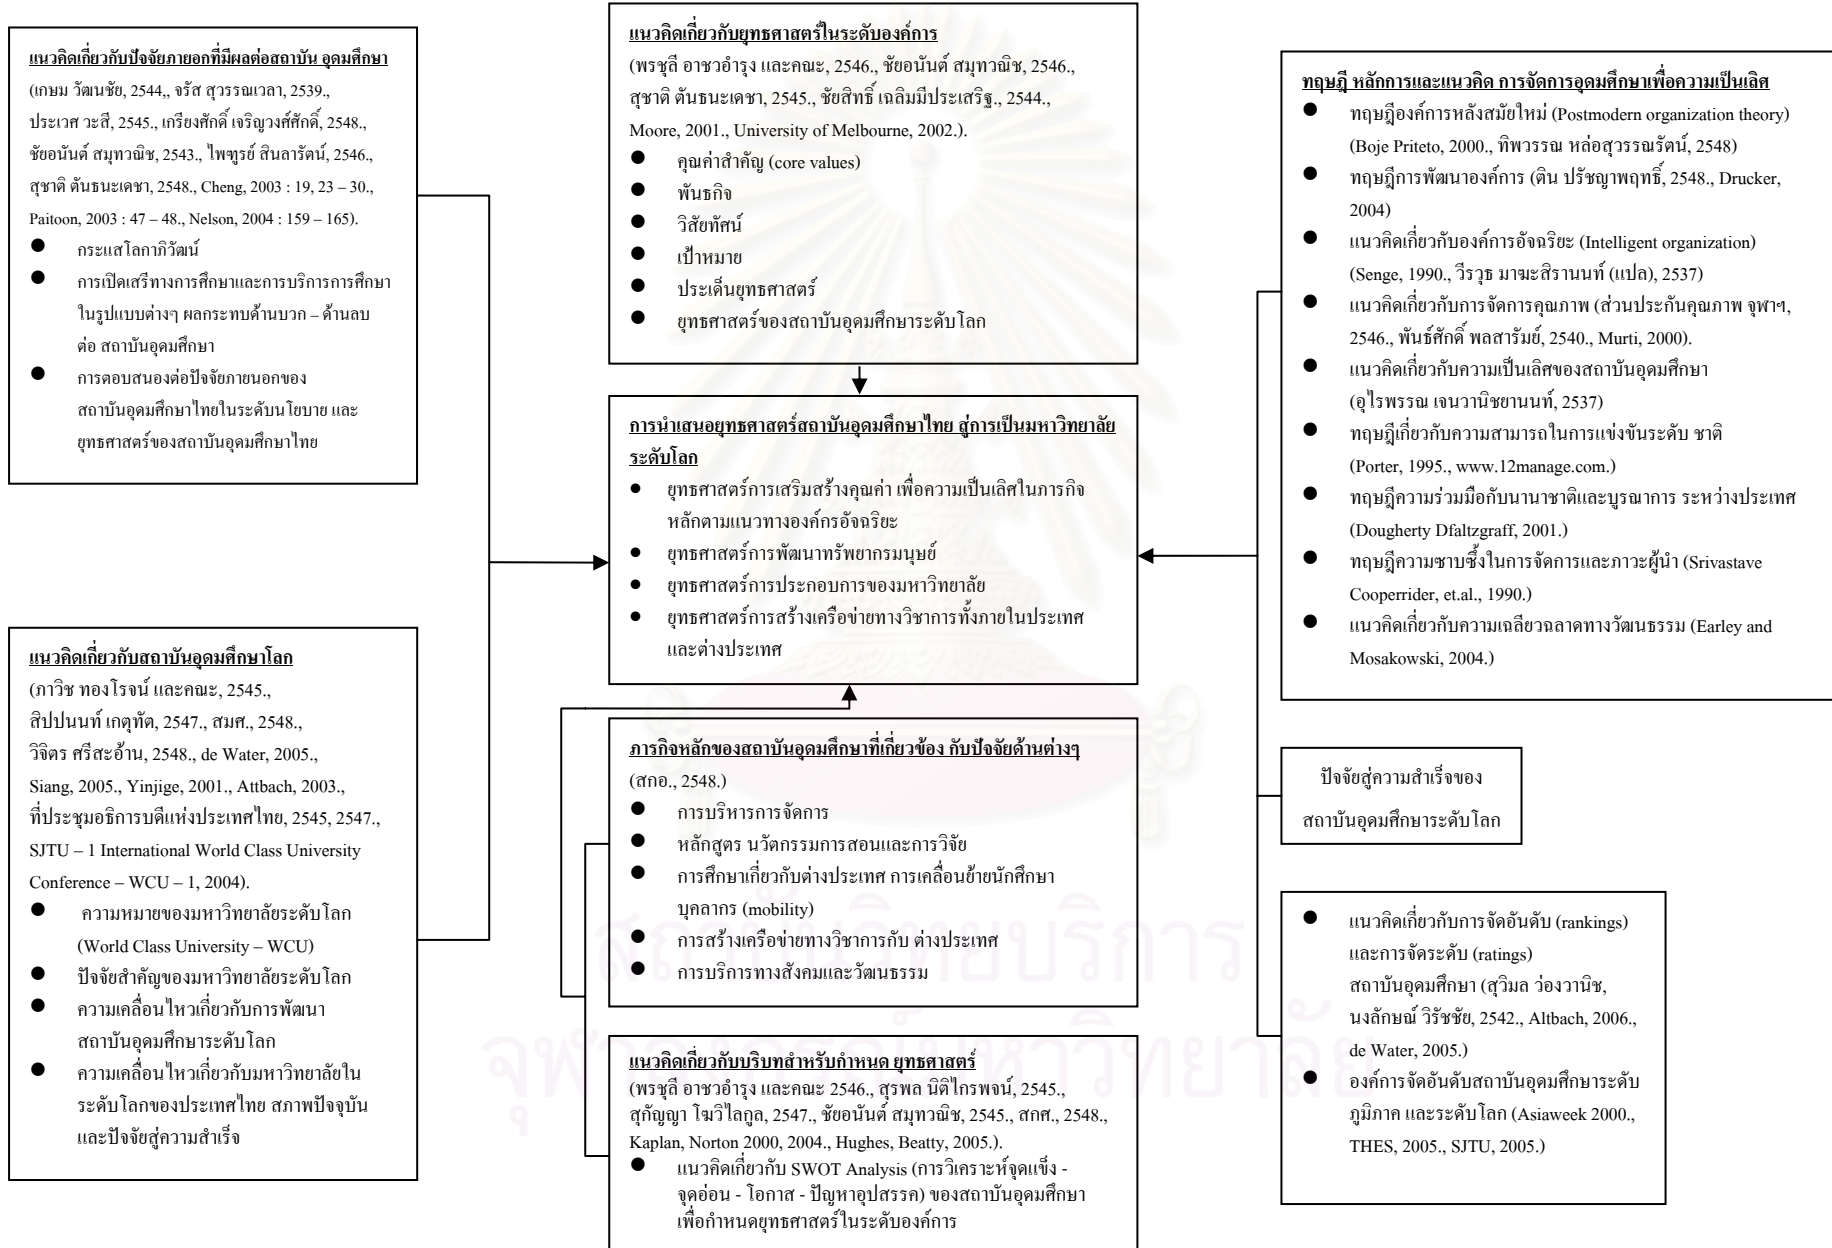 แนวคิดเกี่ยวกับปัจจัยภายอกที่มีผลต่อสถาบัน อุดมศึกษา
(เกษม วัฒนชัย, 2544,, จรัส สุวรรณเวลา, 2539.,
ประเวศ วะสี, 2545., เกรียงศักดิ์ เจริญวงศ์ศักดิ์, 2548.,
ชัยอนันต์ สมุทวณิช, 2543., ไพฑูรย์ สินลารัตน์, 2546.,
สุชาติ ตันธนะเดชา, 2548., Cheng, 2003 : 19, 23 – 30.,
Paitoon, 2003 : 47 – 48., Nelson, 2004 : 159 – 165).
● กระแสโลกาภิวัฒน์
● การเปิดเสรีทางการศึกษาและการบริการการศึกษา
ในรูปแบบต่างๆ ผลกระทบด้านบวก – ด้านลบ
ต่อ สถาบันอุดมศึกษา
● การตอบสนองต่อปัจจัยภายนอกของ
สถาบันอุดมศึกษาไทยในระดับนโยบาย และ
ยุทธศาสตร์ของสถาบันอุดมศึกษาไทย
แนวคิดเกี่ยวกับสถาบันอุดมศึกษาโลก
(ภาวิช ทองโรจน์ และคณะ, 2545.,
สิปปนนท์ เกตุทัต, 2547., สมศ., 2548.,
วิจิตร ศรีสะอ้าน, 2548., de Water, 2005.,
Siang, 2005., Yinjige, 2001., Attbach, 2003.,
ที่ประชุมอธิการบดีแห่งประเทศไทย, 2545, 2547.,
SJTU – 1 International World Class University
Conference – WCU – 1, 2004).
● ความหมายของมหาวิทยาลัยระดับโลก
(World Class University – WCU)
● ปัจจัยสำคัญของมหาวิทยาลัยระดับโลก
● ความเคลื่อนไหวเกี่ยวกับการพัฒนา
สถาบันอุดมศึกษาระดับโลก
● ความเคลื่อนไหวเกี่ยวกับมหาวิทยาลัยใน
ระดับโลกของประเทศไทย สภาพปัจจุบัน
และปัจจัยสู่ความสำเร็จ
แนวคิดเกี่ยวกับยุทธศาสตร์ในระดับองค์การ
(พรชุลี อาชวอำรุง และคณะ, 2546., ชัยอนันต์ สมุทวณิช, 2546.,
สุชาติ ตันธนะเดชา, 2545., ชัยสิทธิ์ เฉลิมมีประเสริฐ., 2544.,
Moore, 2001., University of Melbourne, 2002.).
● คุณค่าสำคัญ (core values)
● พันธกิจ
● วิสัยทัศน์
● เป้าหมาย
● ประเด็นยุทธศาสตร์
● ยุทธศาสตร์ของสถาบันอุดมศึกษาระดับโลก
การนำเสนอยุทธศาสตร์สถาบันอุดมศึกษาไทย สู่การเป็นมหาวิทยาลัย
ระดับโลก
● ยุทธศาสตร์การเสริมสร้างคุณค่า เพื่อความเป็นเลิศในภารกิจ
หลักตามแนวทางองค์กรอัจฉริยะ
● ยุทธศาสตร์การพัฒนาทรัพยากรมนุษย์
● ยุทธศาสตร์การประกอบการของมหาวิทยาลัย
● ยุทธศาสตร์การสร้างเครือข่ายทางวิชาการทั้งภายในประเทศ
และต่างประเทศ
ภารกิจหลักของสถาบันอุดมศึกษาที่เกี่ยวข้อง กับปัจจัยด้านต่างๆ
(สกอ., 2548.)
● การบริหารการจัดการ
● หลักสูตร นวัตกรรมการสอนและการวิจัย
● การศึกษาเกี่ยวกับต่างประเทศ การเคลื่อนย้ายนักศึกษา
บุคลากร (mobility)
● การสร้างเครือข่ายทางวิชาการกับ ต่างประเทศ
● การบริการทางสังคมและวัฒนธรรม
แนวคิดเกี่ยวกับบริบทสำหรับกำหนด ยุทธศาสตร์
(พรชุลี อาชวอำรุง และคณะ 2546., สุรพล นิติไกรพจน์, 2545.,
สุกัญญา โฆวิไลกูล, 2547., ชัยอนันต์ สมุทวณิช, 2545., สกศ., 2548.,
Kaplan, Norton 2000, 2004., Hughes, Beatty, 2005.).
● แนวคิดเกี่ยวกับ SWOT Analysis (การวิเคราะห์จุดแข็ง -
จุดอ่อน - โอกาส - ปัญหาอุปสรรค) ของสถาบันอุดมศึกษา
เพื่อกำหนดยุทธศาสตร์ในระดับองค์การ
ทฤษฎี หลักการและแนวคิด การจัดการอุดมศึกษาเพื่อความเป็นเลิศ
● ทฤษฎีองค์การหลังสมัยใหม่ (Postmodern organization theory)
(Boje Priteto, 2000., ทิพวรรณ หล่อสุวรรณรัตน์, 2548)
● ทฤษฎีการพัฒนาองค์การ (ติน ปรัชญาพฤทธิ์, 2548., Drucker,
2004)
● แนวคิดเกี่ยวกับองค์การอัจฉริยะ (Intelligent organization)
(Senge, 1990., วีรวุธ มาฆะสิรานนท์ (แปล), 2537)
● แนวคิดเกี่ยวกับการจัดการคุณภาพ (ส่วนประกันคุณภาพ จุฬาฯ,
2546., พันธ์ศักดิ์ พลสารัมย์, 2540., Murti, 2000).
● แนวคิดเกี่ยวกับความเป็นเลิศของสถาบันอุดมศึกษา
(อุไรพรรณ เจนวานิชยานนท์, 2537)
● ทฤษฎีเกี่ยวกับความสามารถในการแข่งขันระดับ ชาติ
(Porter, 1995., www.12manage.com.)
● ทฤษฎีความร่วมมือกับนานาชาติและบูรณาการ ระหว่างประเทศ
(Dougherty Dfaltzgraff, 2001.)
● ทฤษฎีความซาบซึ้งในการจัดการและภาวะผู้นำ (Srivastave
Cooperrider, et.al., 1990.)
● แนวคิดเกี่ยวกับความเฉลียวฉลาดทางวัฒนธรรม (Earley and
Mosakowski, 2004.)
ปัจจัยสู่ความสำเร็จของ
สถาบันอุดมศึกษาระดับโลก
● แนวคิดเกี่ยวกับการจัดอันดับ (rankings)
และการจัดระดับ (ratings)
สถาบันอุดมศึกษา (สุวิมล ว่องวานิช,
นงลักษณ์ วิรัชชัย, 2542., Altbach, 2006.,
de Water, 2005.)
● องค์การจัดอันดับสถาบันอุดมศึกษาระดับ
ภูมิภาค และระดับโลก (Asiaweek 2000.,
THES, 2005., SJTU, 2005.)
สถาบันวิทยบริการ
จุฬาลงกรณ์มหาวิทยาลัย